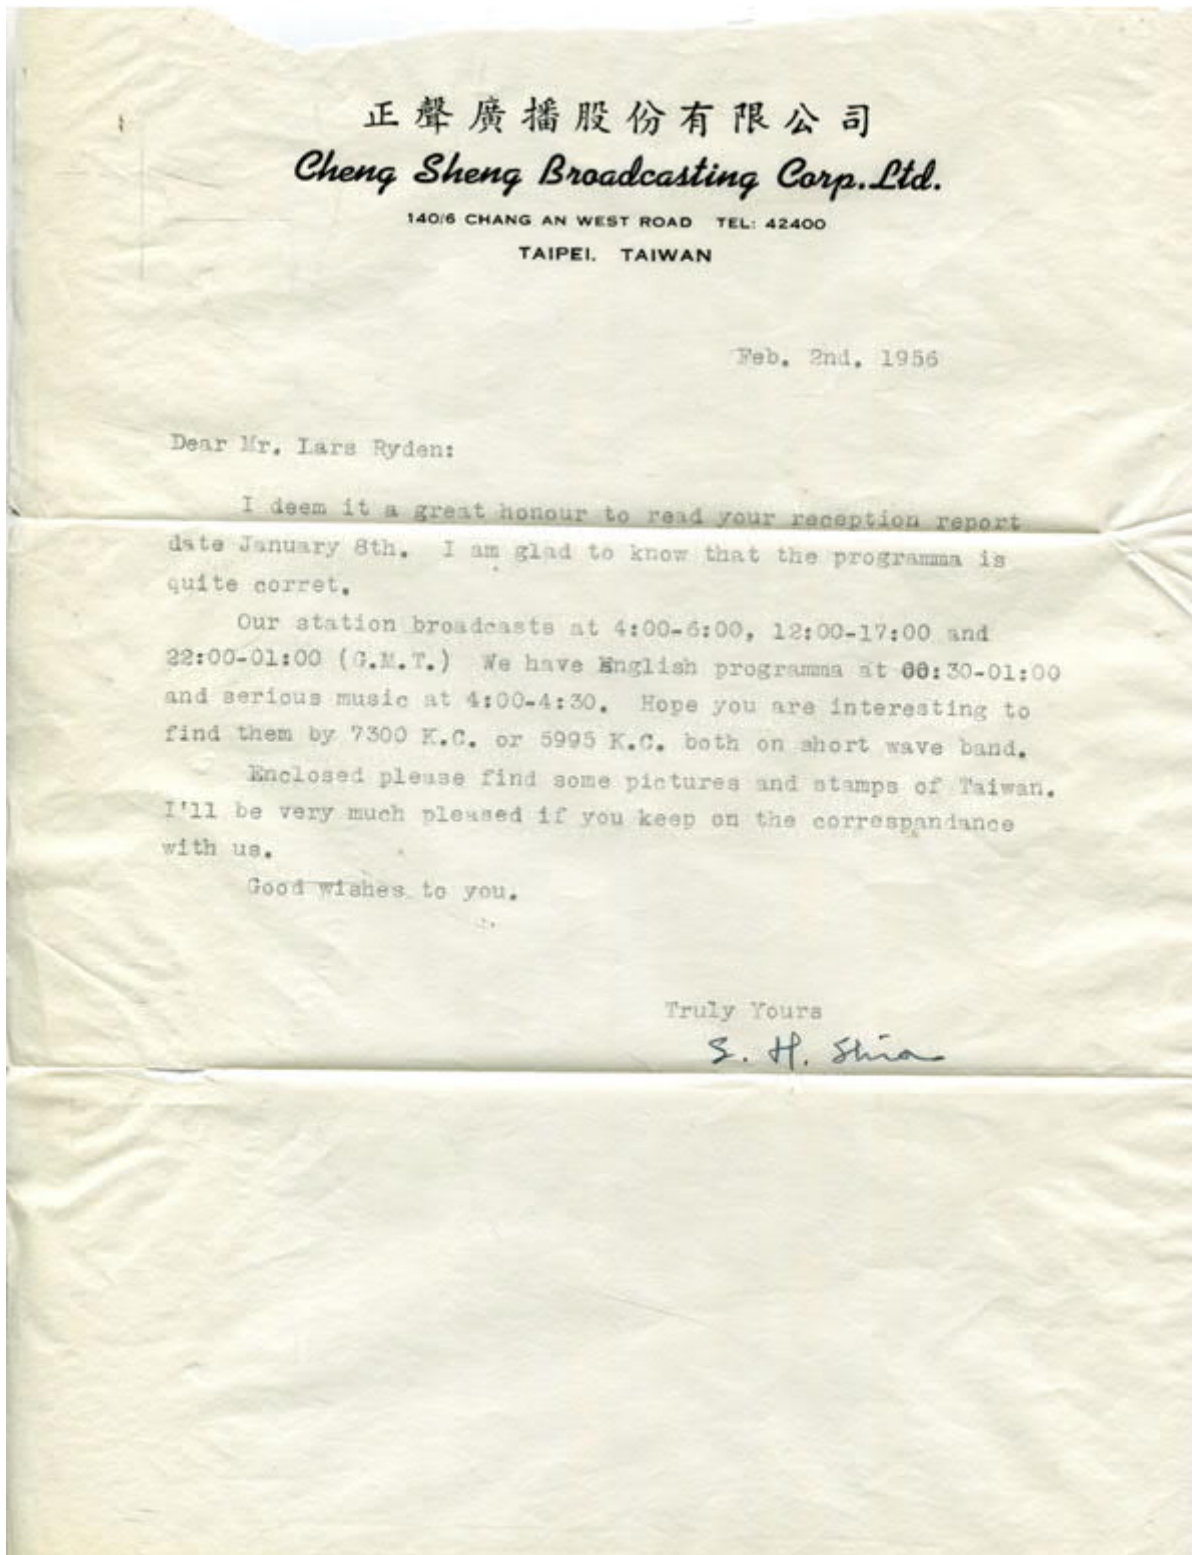 正聲廣播股份有限公司
Cheng Sheng Broadcasting Corp. Ltd.
140/6 CHANG AN WEST ROAD TEL: 42400
TAIPEI. TAIWAN
Feb. 2nd. 1956
Dear Mr. Lars Ryden:
I deem it a great honour to read your reception report
date January 8th. I am glad to know that the programma is
quite corret.
Our station broadcasts at 4:00-6:00, 12:00-17:00 and
22:00-01:00 (G.M.T.) We have English programma at 00:30-01:00
and serious music at 4:00-4:30. Hope you are interesting to
find them by 7300 K.C. or 5995 K.C. both on short wave band.
Enclosed please find some pictures and stamps of Taiwan.
I'll be very much pleased if you keep on the correspandance
with us.
Good wishes to you.
Truly Yours
S. H. Shia